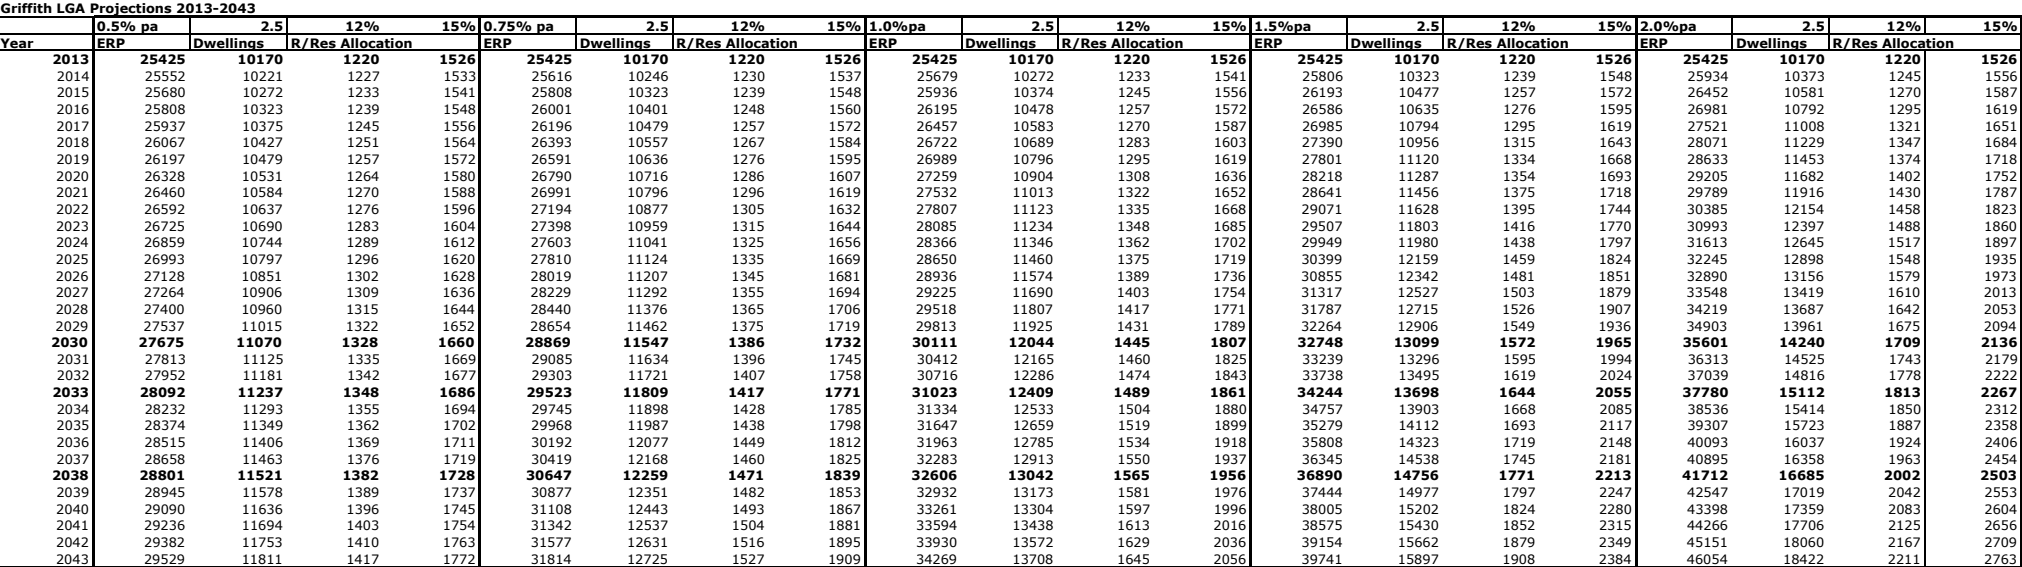 Griffith LGA Projections 2013-2043
0.5% pa 2.5 12% 15% 0.75% pa 2.5 12% 15% 1.0%pa 2.5 12% 15% 1.5%pa 2.5 12% 15% 2.0%pa 2.5 12% 15%
Year ERP Dwellings R/Res Allocation ERP Dwellings R/Res Allocation ERP Dwellings R/Res Allocation ERP Dwellings R/Res Allocation ERP Dwellings R/Res Allocation
2013 25425 10170 1220 1526 25425 10170 1220 1526 25425 10170 1220 1526 25425 10170 1220 1526 25425 10170 1220 1526
2014 25552 10221 1227 1533 25616 10246 1230 1537 25679 10272 1233 1541 25806 10323 1239 1548 25934 10373 1245 1556
2015 25680 10272 1233 1541 25808 10323 1239 1548 25936 10374 1245 1556 26193 10477 1257 1572 26452 10581 1270 1587
2016 25808 10323 1239 1548 26001 10401 1248 1560 26195 10478 1257 1572 26586 10635 1276 1595 26981 10792 1295 1619
2017 25937 10375 1245 1556 26196 10479 1257 1572 26457 10583 1270 1587 26985 10794 1295 1619 27521 11008 1321 1651
2018 26067 10427 1251 1564 26393 10557 1267 1584 26722 10689 1283 1603 27390 10956 1315 1643 28071 11229 1347 1684
2019 26197 10479 1257 1572 26591 10636 1276 1595 26989 10796 1295 1619 27801 11120 1334 1668 28633 11453 1374 1718
2020 26328 10531 1264 1580 26790 10716 1286 1607 27259 10904 1308 1636 28218 11287 1354 1693 29205 11682 1402 1752
2021 26460 10584 1270 1588 26991 10796 1296 1619 27532 11013 1322 1652 28641 11456 1375 1718 29789 11916 1430 1787
2022 26592 10637 1276 1596 27194 10877 1305 1632 27807 11123 1335 1668 29071 11628 1395 1744 30385 12154 1458 1823
2023 26725 10690 1283 1604 27398 10959 1315 1644 28085 11234 1348 1685 29507 11803 1416 1770 30993 12397 1488 1860
2024 26859 10744 1289 1612 27603 11041 1325 1656 28366 11346 1362 1702 29949 11980 1438 1797 31613 12645 1517 1897
2025 26993 10797 1296 1620 27810 11124 1335 1669 28650 11460 1375 1719 30399 12159 1459 1824 32245 12898 1548 1935
2026 27128 10851 1302 1628 28019 11207 1345 1681 28936 11574 1389 1736 30855 12342 1481 1851 32890 13156 1579 1973
2027 27264 10906 1309 1636 28229 11292 1355 1694 29225 11690 1403 1754 31317 12527 1503 1879 33548 13419 1610 2013
2028 27400 10960 1315 1644 28440 11376 1365 1706 29518 11807 1417 1771 31787 12715 1526 1907 34219 13687 1642 2053
2029 27537 11015 1322 1652 28654 11462 1375 1719 29813 11925 1431 1789 32264 12906 1549 1936 34903 13961 1675 2094
2030 27675 11070 1328 1660 28869 11547 1386 1732 30111 12044 1445 1807 32748 13099 1572 1965 35601 14240 1709 2136
2031 27813 11125 1335 1669 29085 11634 1396 1745 30412 12165 1460 1825 33239 13296 1595 1994 36313 14525 1743 2179
2032 27952 11181 1342 1677 29303 11721 1407 1758 30716 12286 1474 1843 33738 13495 1619 2024 37039 14816 1778 2222
2033 28092 11237 1348 1686 29523 11809 1417 1771 31023 12409 1489 1861 34244 13698 1644 2055 37780 15112 1813 2267
2034 28232 11293 1355 1694 29745 11898 1428 1785 31334 12533 1504 1880 34757 13903 1668 2085 38536 15414 1850 2312
2035 28374 11349 1362 1702 29968 11987 1438 1798 31647 12659 1519 1899 35279 14112 1693 2117 39307 15723 1887 2358
2036 28515 11406 1369 1711 30192 12077 1449 1812 31963 12785 1534 1918 35808 14323 1719 2148 40093 16037 1924 2406
2037 28658 11463 1376 1719 30419 12168 1460 1825 32283 12913 1550 1937 36345 14538 1745 2181 40895 16358 1963 2454
2038 28801 11521 1382 1728 30647 12259 1471 1839 32606 13042 1565 1956 36890 14756 1771 2213 41712 16685 2002 2503
2039 28945 11578 1389 1737 30877 12351 1482 1853 32932 13173 1581 1976 37444 14977 1797 2247 42547 17019 2042 2553
2040 29090 11636 1396 1745 31108 12443 1493 1867 33261 13304 1597 1996 38005 15202 1824 2280 43398 17359 2083 2604
2041 29236 11694 1403 1754 31342 12537 1504 1881 33594 13438 1613 2016 38575 15430 1852 2315 44266 17706 2125 2656
2042 29382 11753 1410 1763 31577 12631 1516 1895 33930 13572 1629 2036 39154 15662 1879 2349 45151 18060 2167 2709
2043 29529 11811 1417 1772 31814 12725 1527 1909 34269 13708 1645 2056 39741 15897 1908 2384 46054 18422 2211 2763